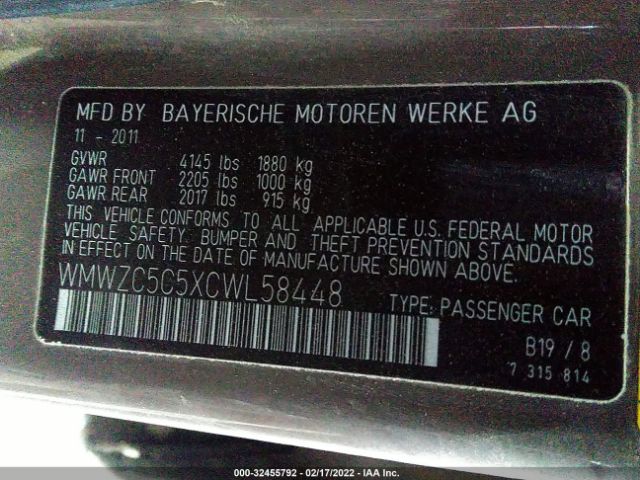 MFD BY BAYERISCHE MOTOREN WERKE AG
11 - 2011
GVWR 4145 lbs 1880 kg
GAWR FRONT 2205 lbs 1000 kg
GAWR REAR 2017 lbs 915 kg
THIS VEHICLE CONFORMS TO ALL APPLICABLE U.S. FEDERAL MOTOR
VEHICLE SAFETY, BUMPER AND THEFT PREVENTION STANDARDS
IN EFFECT ON THE DATE OF MANUFACTURE SHOWN ABOVE.
WMWZC5C5XCWL58448
TYPE: PASSENGER CAR
B19 / 8
7 315 814
000-32455792 - 02/17/2022 - IAA Inc.